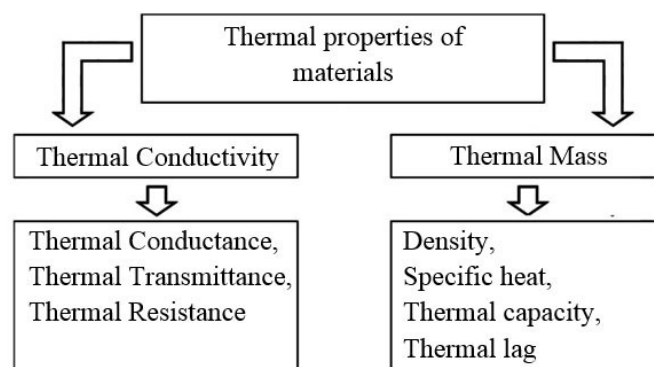 Thermal properties of
materials
Thermal Conductivity
Thermal Mass
Thermal Conductance,
Thermal Transmittance,
Thermal Resistance
Density,
Specific heat,
Thermal capacity,
Thermal lag